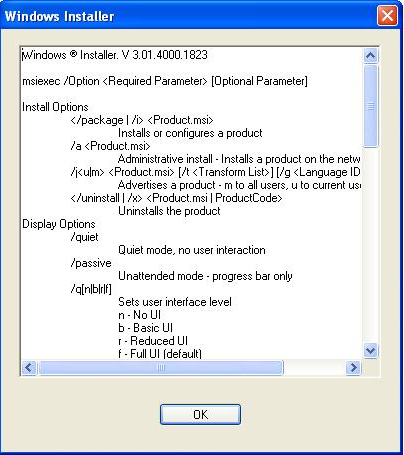 Windows Installer
Windows ® Installer. V 3.01.4000.1823
msiexec /Option <Required Parameter> [Optional Parameter]
Install Options
</package | /i> <Product.msi>
Installs or configures a product
/a <Product.msi>
Administrative install - Installs a product on the netw
/j<u|m> <Product.msi> [/t <Transform List>] [/g <Language ID
Advertises a product - m to all users, u to current use
</uninstall | /x> <Product.msi | ProductCode>
Uninstalls the product
Display Options
/quiet
Quiet mode, no user interaction
/passive
Unattended mode - progress bar only
/q[n|b|r|f]
Sets user interface level
n - No UI
b - Basic UI
r - Reduced UI
f - Full UI (default)
OK